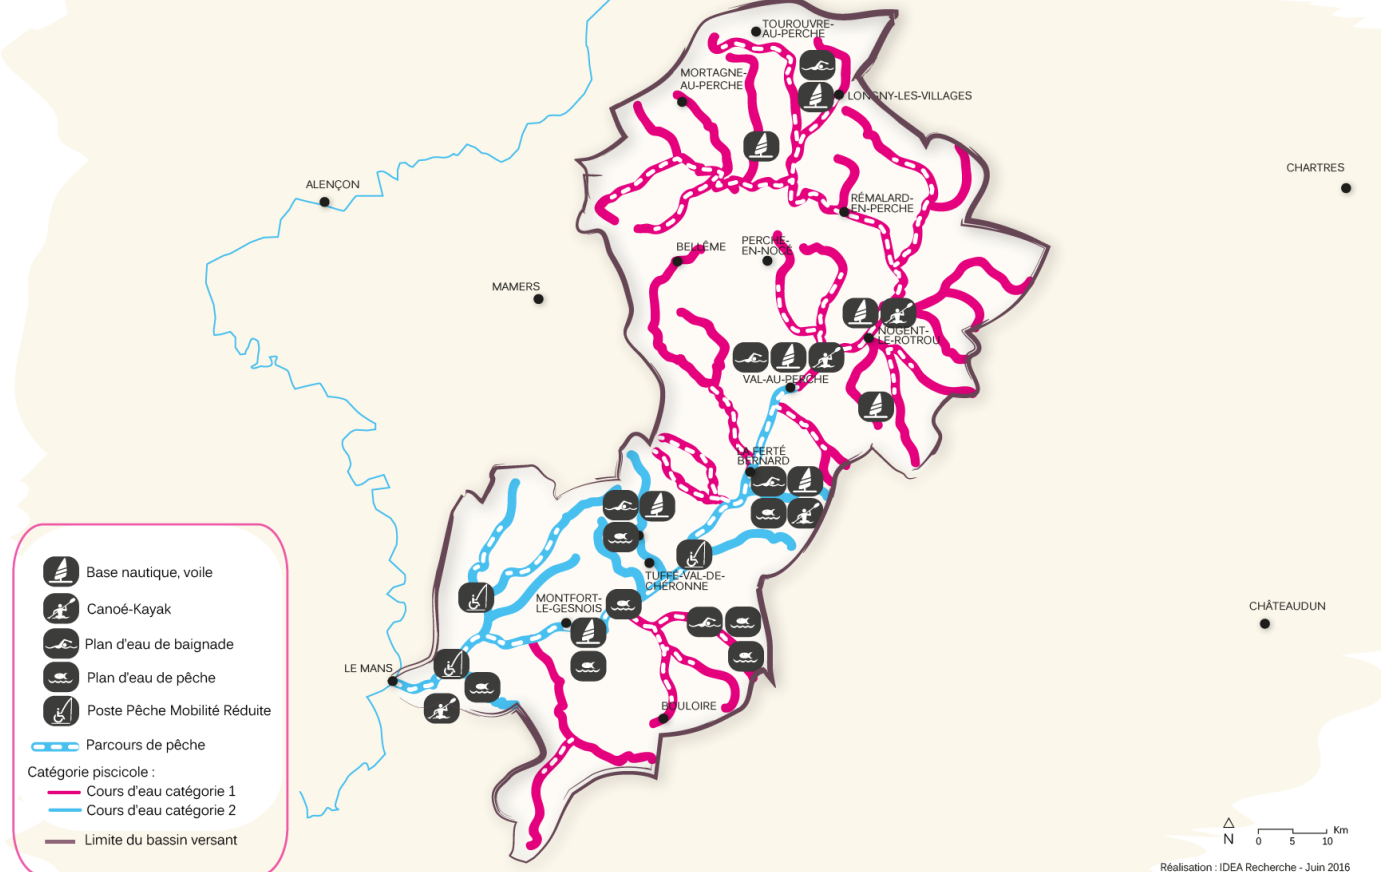 TOUROUVRE-
AU-PERCHE
MORTAGNE-
AU-PERCHE
LONGNY-LES-VILLAGES
CHARTRES
ALENÇON
RÉMALARD-
EN-PERCHE
BELLÊME
PERCHE-
EN-NOCÉ
MAMERS
NOGENT-
LE-ROTROU
VAL-AU-PERCHE
LA FERTÉ
BERNARD
TUFFÉ-VAL-DE-
CHÉRONNE
MONTFORT-
LE-GESNOIS
CHÂTEAUDUN
LE MANS
BOULOIRE
Base nautique, voile
Canoé-Kayak
Plan d'eau de baignade
Plan d'eau de pêche
Poste Pêche Mobilité Réduite
Parcours de pêche
Catégorie piscicole :
Cours d'eau catégorie 1
Cours d'eau catégorie 2
Limite du bassin versant
N
0 5 10 Km
Réalisation : IDEA Recherche - Juin 2016